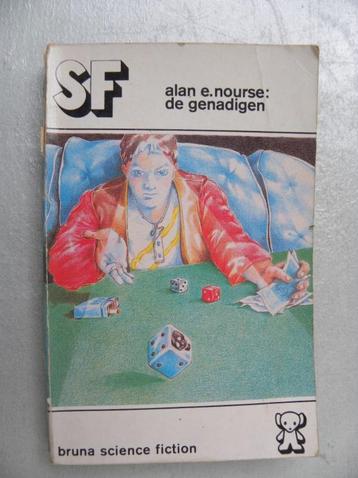 SF
alan e.nourse:
de genadigen
bruna science fiction